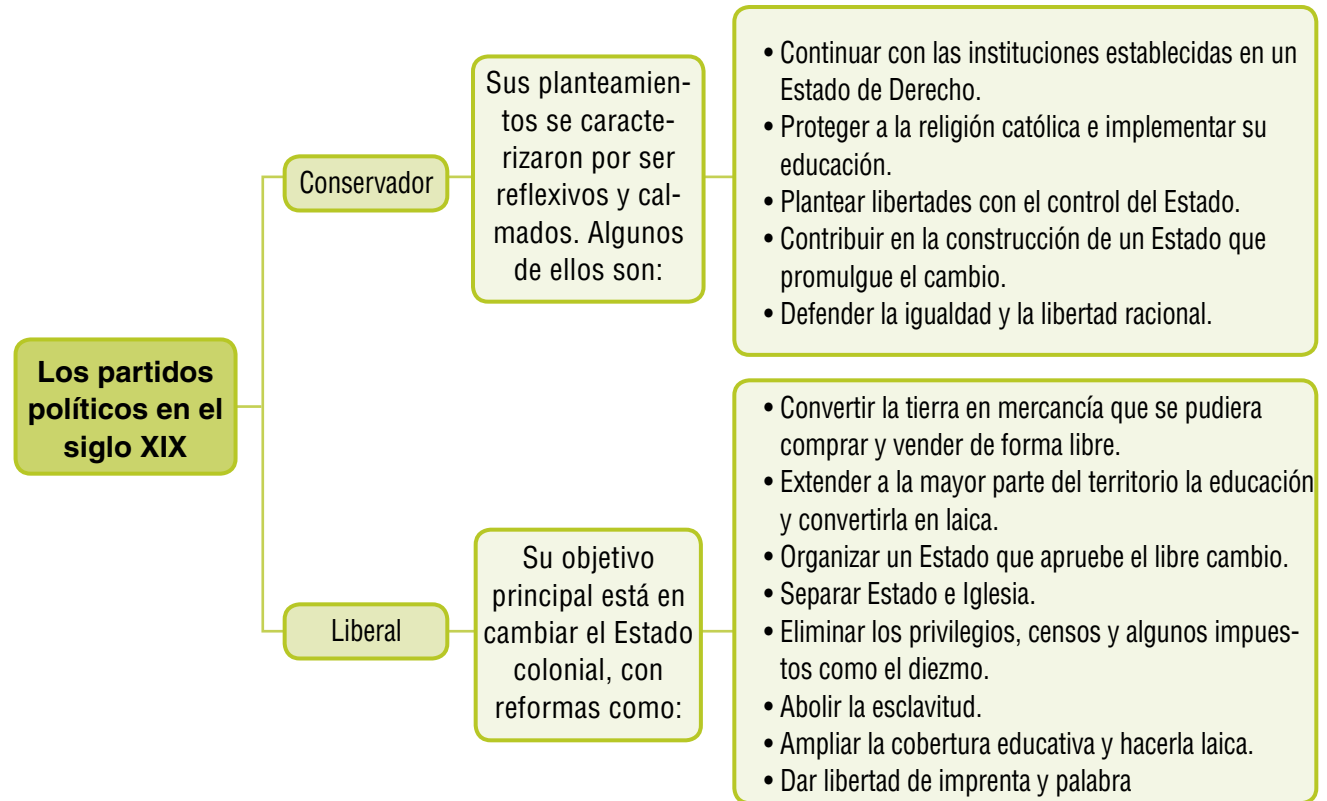 Los partidos
políticos en el
siglo XIX
Conservador
Sus planteamien-
tos se caracte-
rizaron por ser
reflexivos y cal-
mados. Algunos
de ellos son:
• Continuar con las instituciones establecidas en un
Estado de Derecho.
• Proteger a la religión católica e implementar su
educación.
• Plantear libertades con el control del Estado.
• Contribuir en la construcción de un Estado que
promulgue el cambio.
• Defender la igualdad y la libertad racional.
Liberal
Su objetivo
principal está en
cambiar el Estado
colonial, con
reformas como:
• Convertir la tierra en mercancía que se pudiera
comprar y vender de forma libre.
• Extender a la mayor parte del territorio la educación
y convertirla en laica.
• Organizar un Estado que apruebe el libre cambio.
• Separar Estado e Iglesia.
• Eliminar los privilegios, censos y algunos impues-
tos como el diezmo.
• Abolir la esclavitud.
• Ampliar la cobertura educativa y hacerla laica.
• Dar libertad de imprenta y palabra